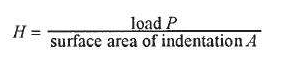 H = load P / surface area of indentation A